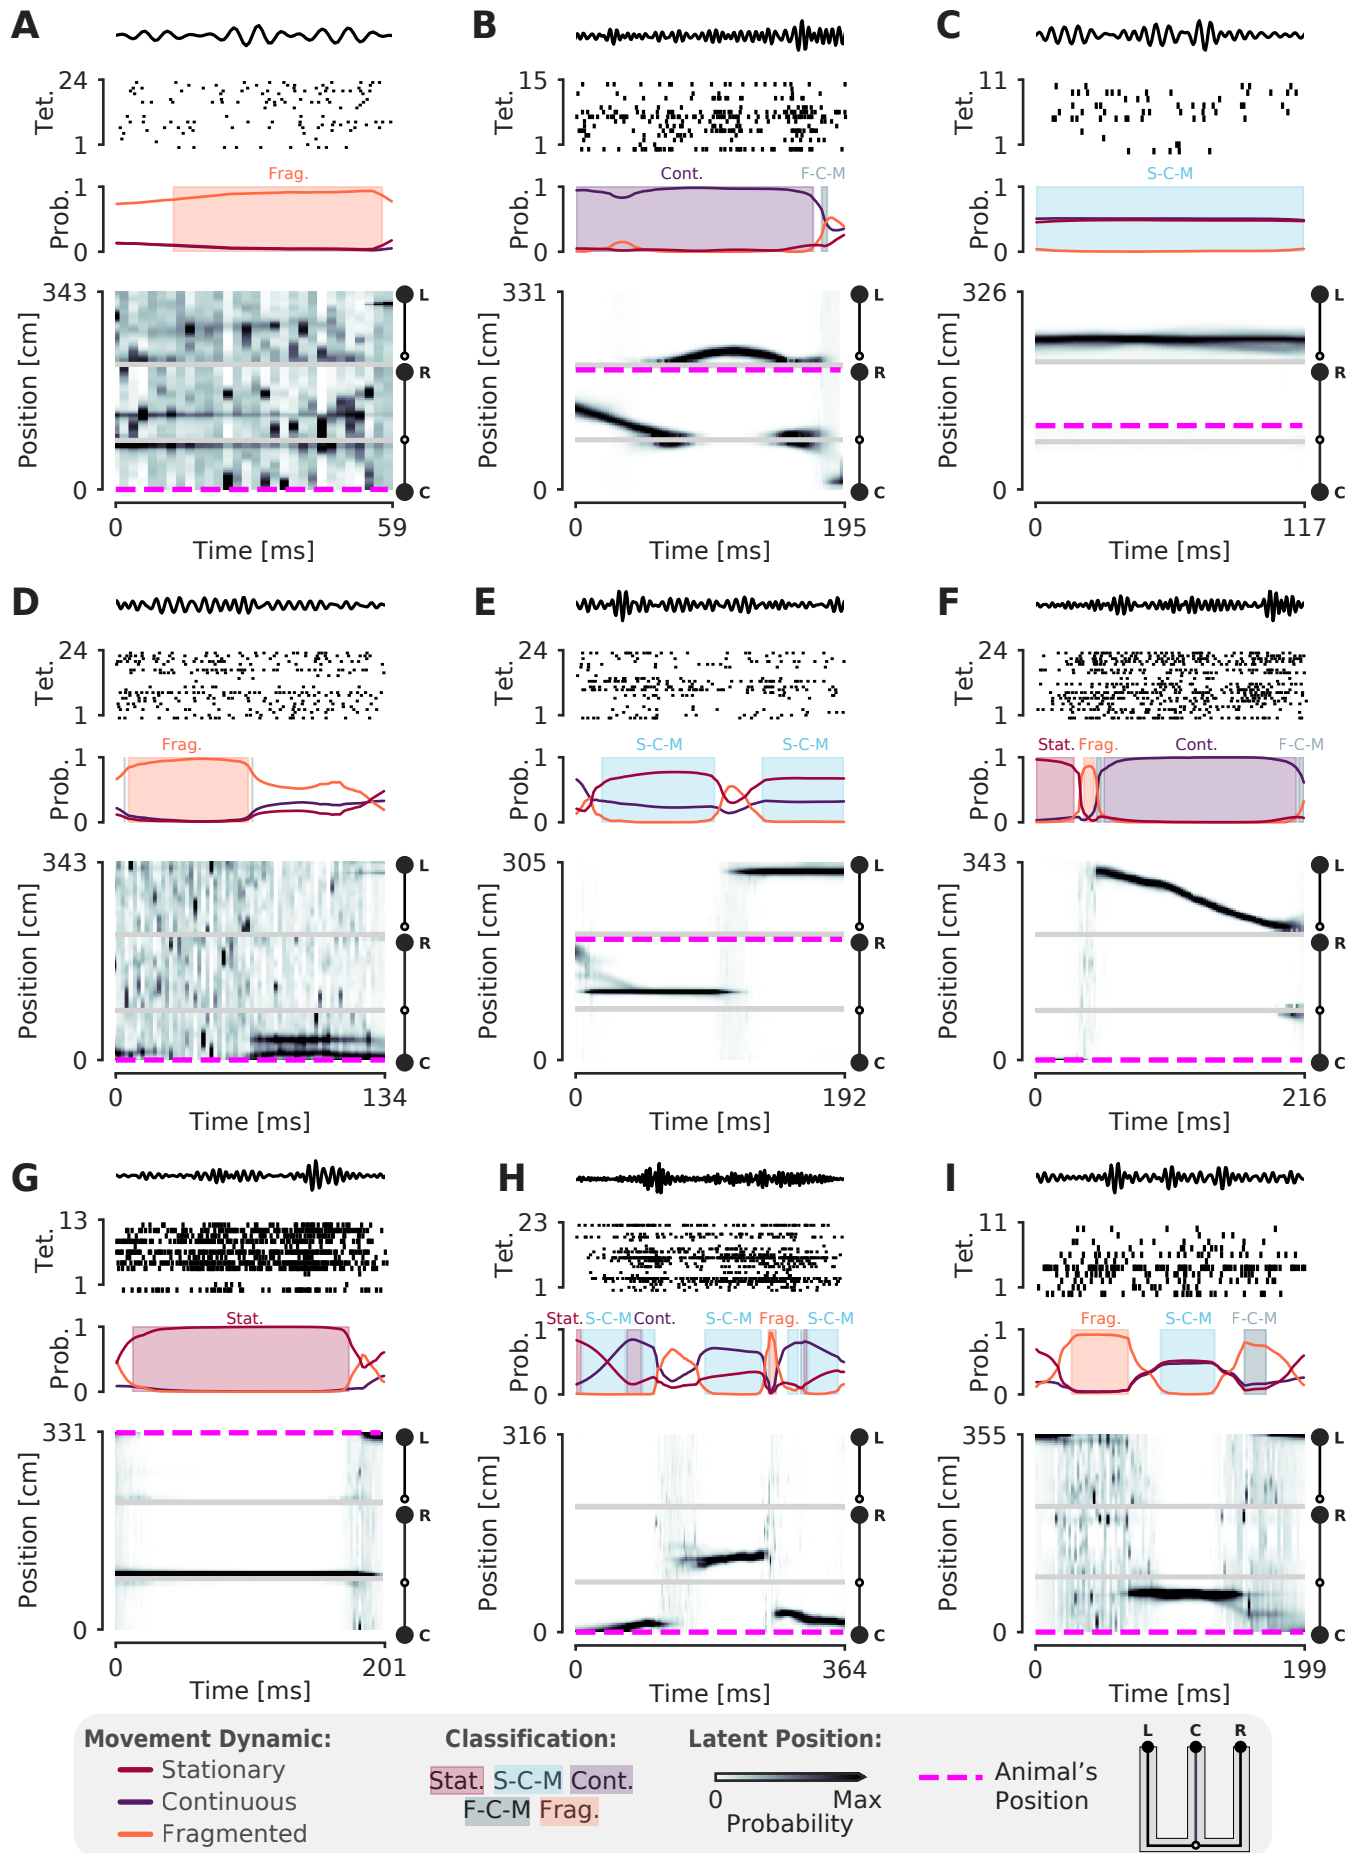 A
24
Tet.
1
Frag.
1
Prob.
0
343
Position [cm]
0
L
R
C
0
59
Time [ms]
B
15
Tet.
1
Cont.
F-C-M
1
Prob.
0
331
Position [cm]
0
L
R
C
0
195
Time [ms]
C
11
Tet.
1
S-C-M
1
Prob.
0
326
Position [cm]
0
L
R
C
0
117
Time [ms]
D
24
Tet.
1
Frag.
1
Prob.
0
343
Position [cm]
0
L
R
C
0
134
Time [ms]
E
24
Tet.
1
S-C-M
S-C-M
1
Prob.
0
305
Position [cm]
0
L
R
C
0
192
Time [ms]
F
24
Tet.
1
Stat.
Frag.
Cont.
F-C-M
1
Prob.
0
343
Position [cm]
0
L
R
C
0
216
Time [ms]
G
13
Tet.
1
Stat.
1
Prob.
0
331
Position [cm]
0
L
R
C
0
201
Time [ms]
H
23
Tet.
1
Stat.
S-C-M
Cont.
S-C-M
Frag.
S-C-M
1
Prob.
0
316
Position [cm]
0
L
R
C
0
364
Time [ms]
I
11
Tet.
1
Frag.
S-C-M
F-C-M
1
Prob.
0
355
Position [cm]
0
L
R
C
0
199
Time [ms]
Movement Dynamic:
Stationary
Continuous
Fragmented
Classification:
Stat. S-C-M Cont.
F-C-M Frag.
Latent Position:
0 Max
Probability
Animal's
Position
L C R